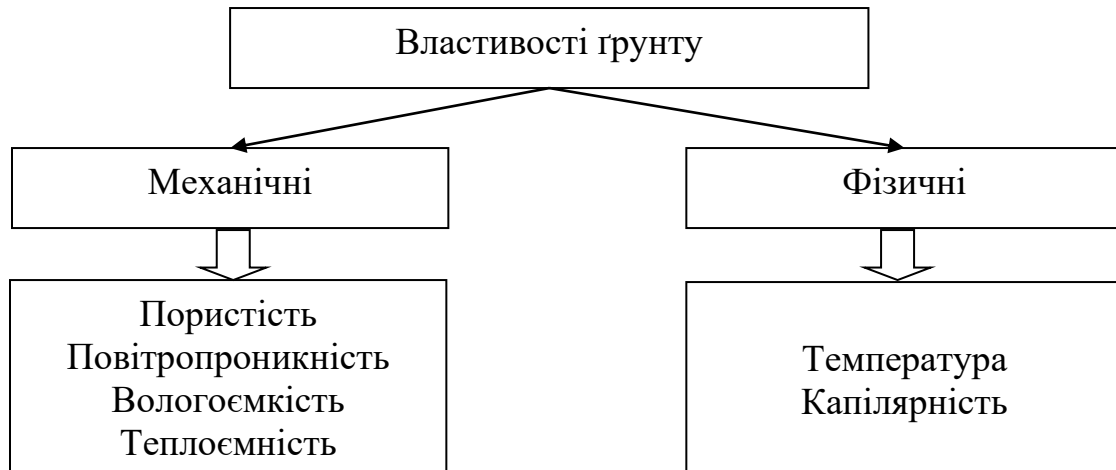 Властивості ґрунту
Механічні
Фізичні
Пористість
Повітропроникність
Вологоємкість
Теплоємність
Температура
Капілярність